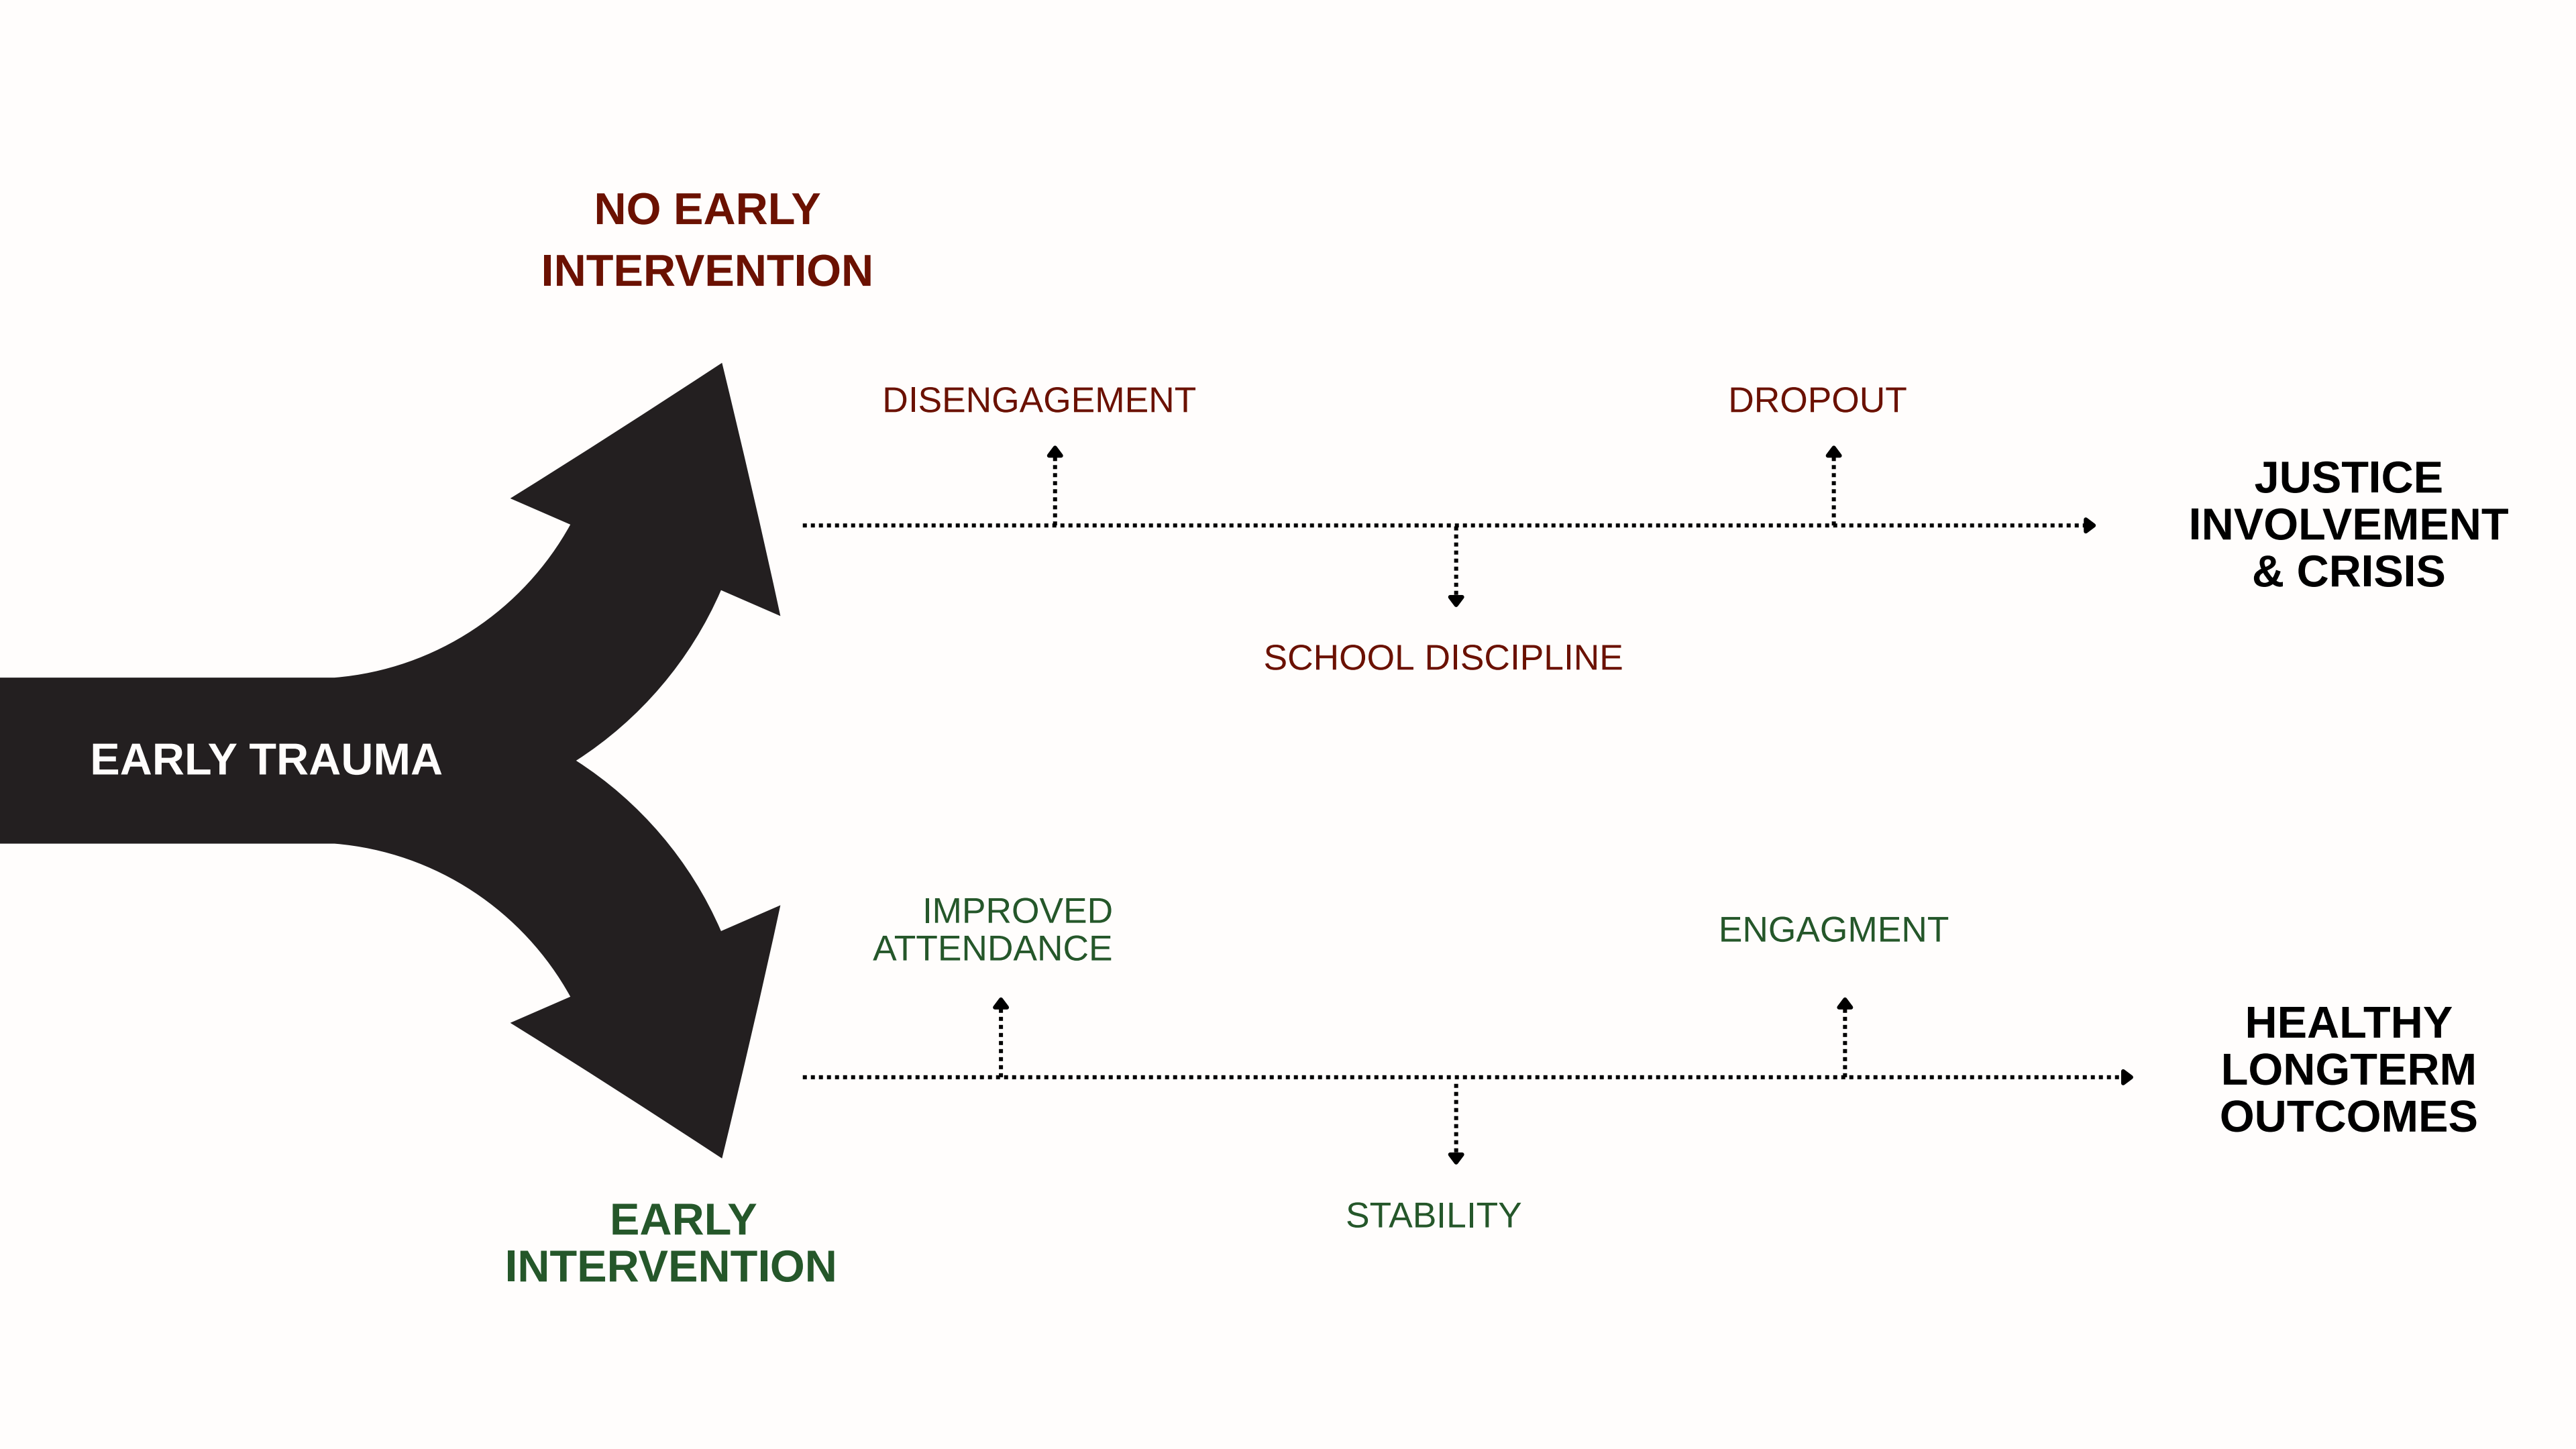 NO EARLY
INTERVENTION
DISENGAGEMENT
DROPOUT
JUSTICE
INVOLVEMENT
& CRISIS
SCHOOL DISCIPLINE
EARLY TRAUMA
IMPROVED
ATTENDANCE
ENGAGMENT
HEALTHY
LONGTERM
OUTCOMES
STABILITY
EARLY
INTERVENTION